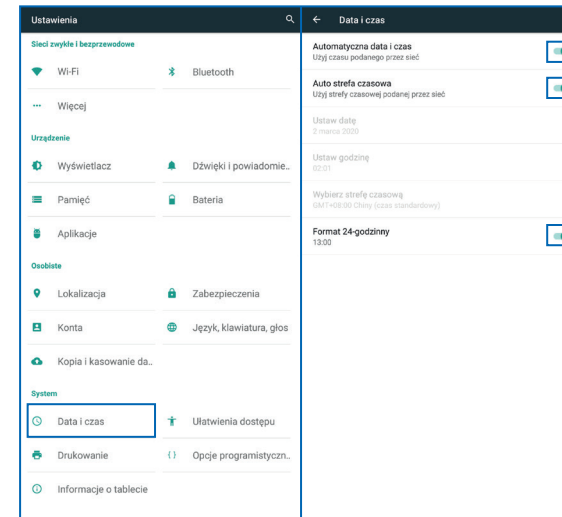 Ustawienia
Sieci zwykłe i bezprzewodowe
Wi-Fi
Bluetooth
Więcej
Urządzenie
Wyświetlacz
Dźwięki i powiadomie..
Pamięć
Bateria
Aplikacje
Osobiste
Lokalizacja
Zabezpieczenia
Konta
Język, klawiatura, głos
Kopia i kasowanie da..
System
Data i czas
Ułatwienia dostępu
Drukowanie
Opcje programistyczn..
Informacje o tablecie
Data i czas
Automatyczna data i czas
Użyj czasu podanego przez sieć
Auto strefa czasowa
Użyj strefy czasowej podanej przez sieć
Ustaw datę
2 marca 2020
Ustaw godzinę
02:01
Wybierz strefę czasową
GMT+08:00 Chiny (czas standardowy)
Format 24-godzinny
13:00